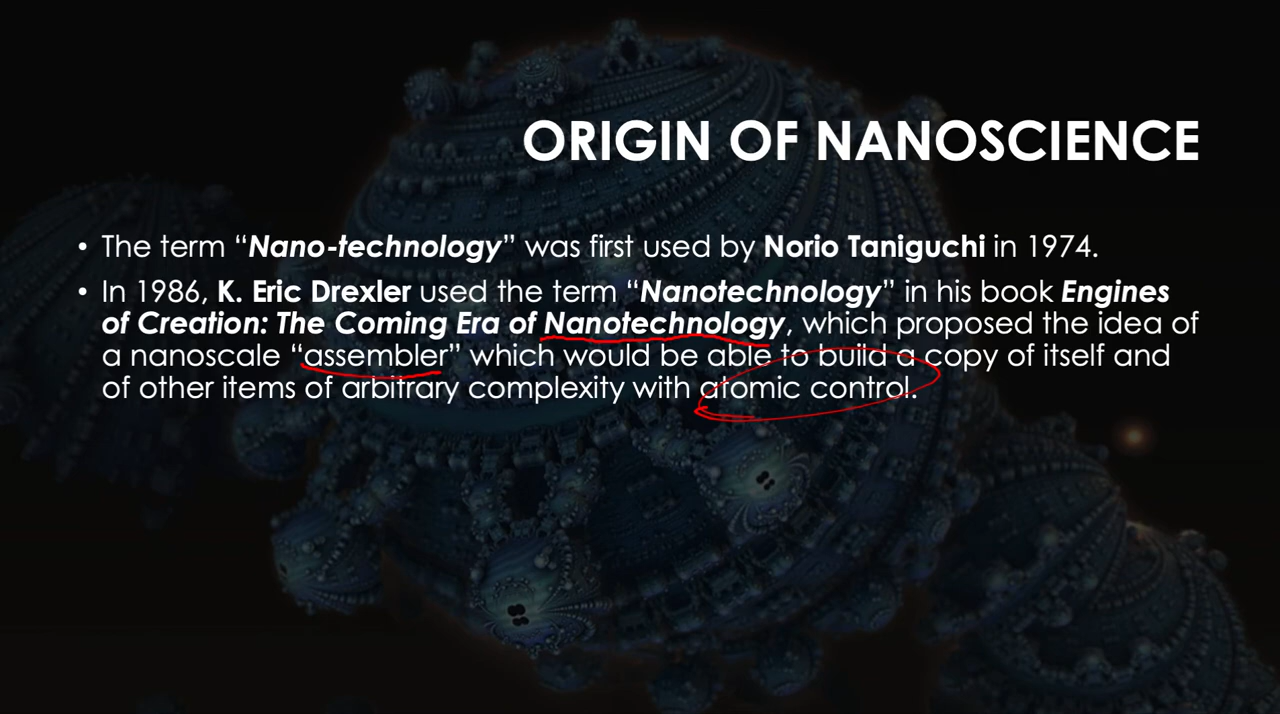 ORIGIN OF NANOSCIENCE
• The term “Nano-technology” was first used by Norio Taniguchi in 1974.
• In 1986, K. Eric Drexler used the term “Nanotechnology” in his book Engines
of Creation: The Coming Era of Nanotechnology, which proposed the idea of
a nanoscale “assembler” which would be able to build a copy of itself and
of other items of arbitrary complexity with atomic control.